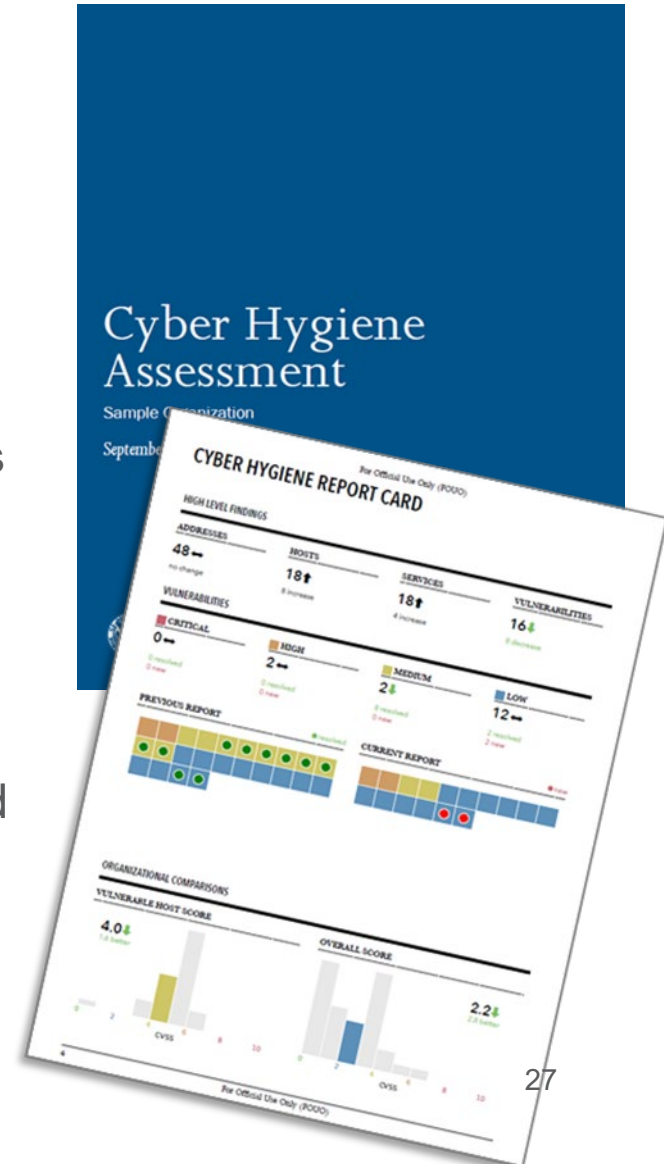 Cyber Hygiene
Assessment
Sample Organization
Septembe
s
d
For Official Use Only (FOUO)
CYBER HYGIENE REPORT CARD
HIGH LEVEL FINDINGS
ADDRESSES HOSTS SERVICES VULNERABILITIES
48 18 18 16
no change 8 increase 4 increase 8 decrease
VULNERABILITIES
CRITICAL HIGH MEDIUM LOW
0 2 2 12
0 resolved 0 resolved 8 resolved 2 resolved
0 new 0 new 0 new 2 new
PREVIOUS REPORT resolved CURRENT REPORT new
ORGANIZATIONAL COMPARISONS
VULNERABLE HOST SCORE OVERALL SCORE
4.0 2.2
1.6 better 2.8 better
0 2 4 6 8 10 0 2 4 6 8 10
CVSS CVSS
4
For Official Use Only (FOUO)
27